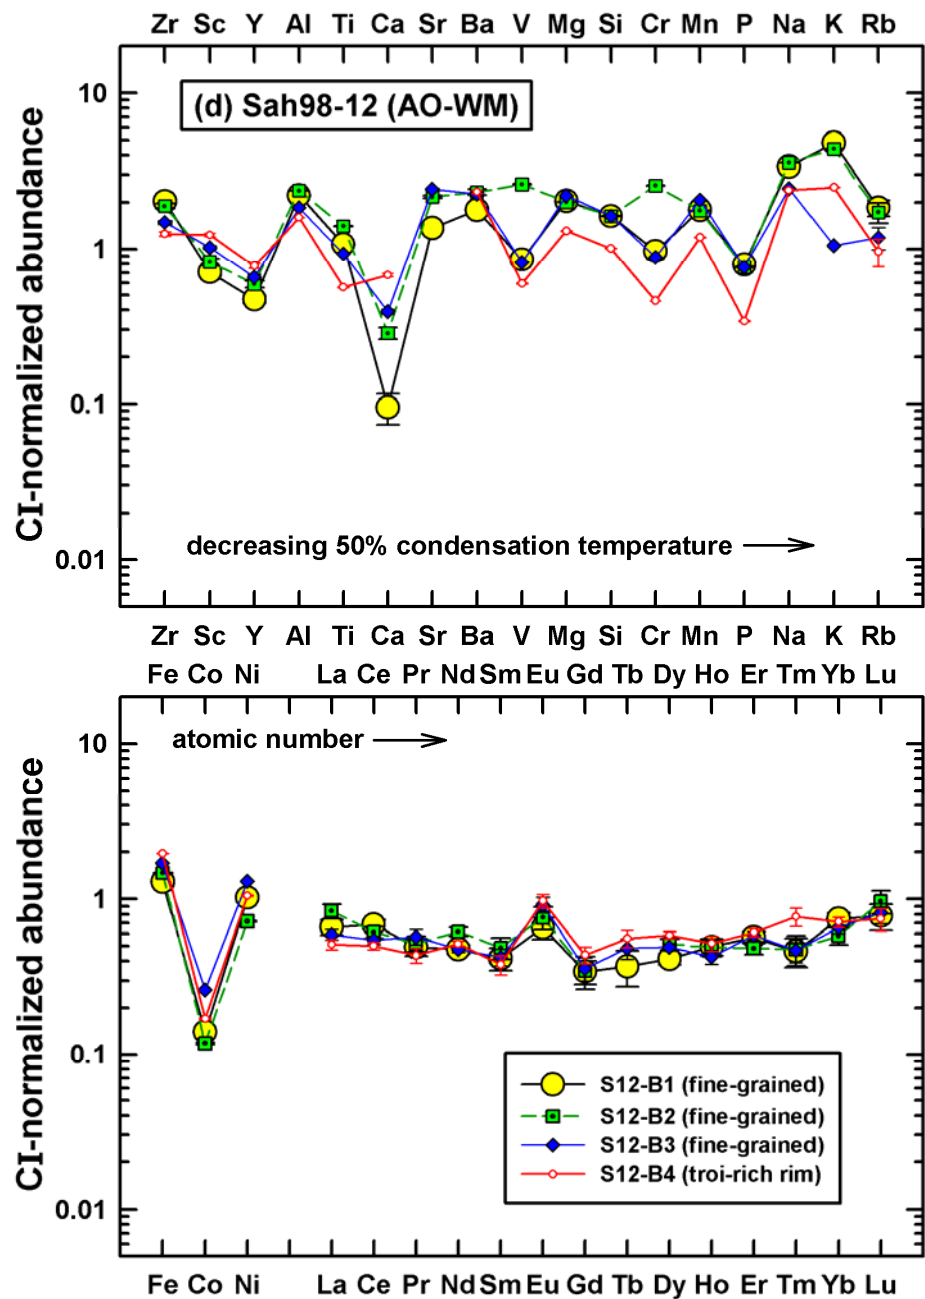 Zr Sc Y Al Ti Ca Sr Ba V Mg Si Cr Mn P Na K Rb
10
(d) Sah98-12 (AO-WM)
1
0.1
0.01
CI-normalized abundance
decreasing 50% condensation temperature
Zr Sc Y Al Ti Ca Sr Ba V Mg Si Cr Mn P Na K Rb
Fe Co Ni La Ce Pr Nd Sm Eu Gd Tb Dy Ho Er Tm Yb Lu
atomic number
10
1
0.1
0.01
CI-normalized abundance
S12-B1 (fine-grained)
S12-B2 (fine-grained)
S12-B3 (fine-grained)
S12-B4 (troi-rich rim)
Fe Co Ni La Ce Pr Nd Sm Eu Gd Tb Dy Ho Er Tm Yb Lu